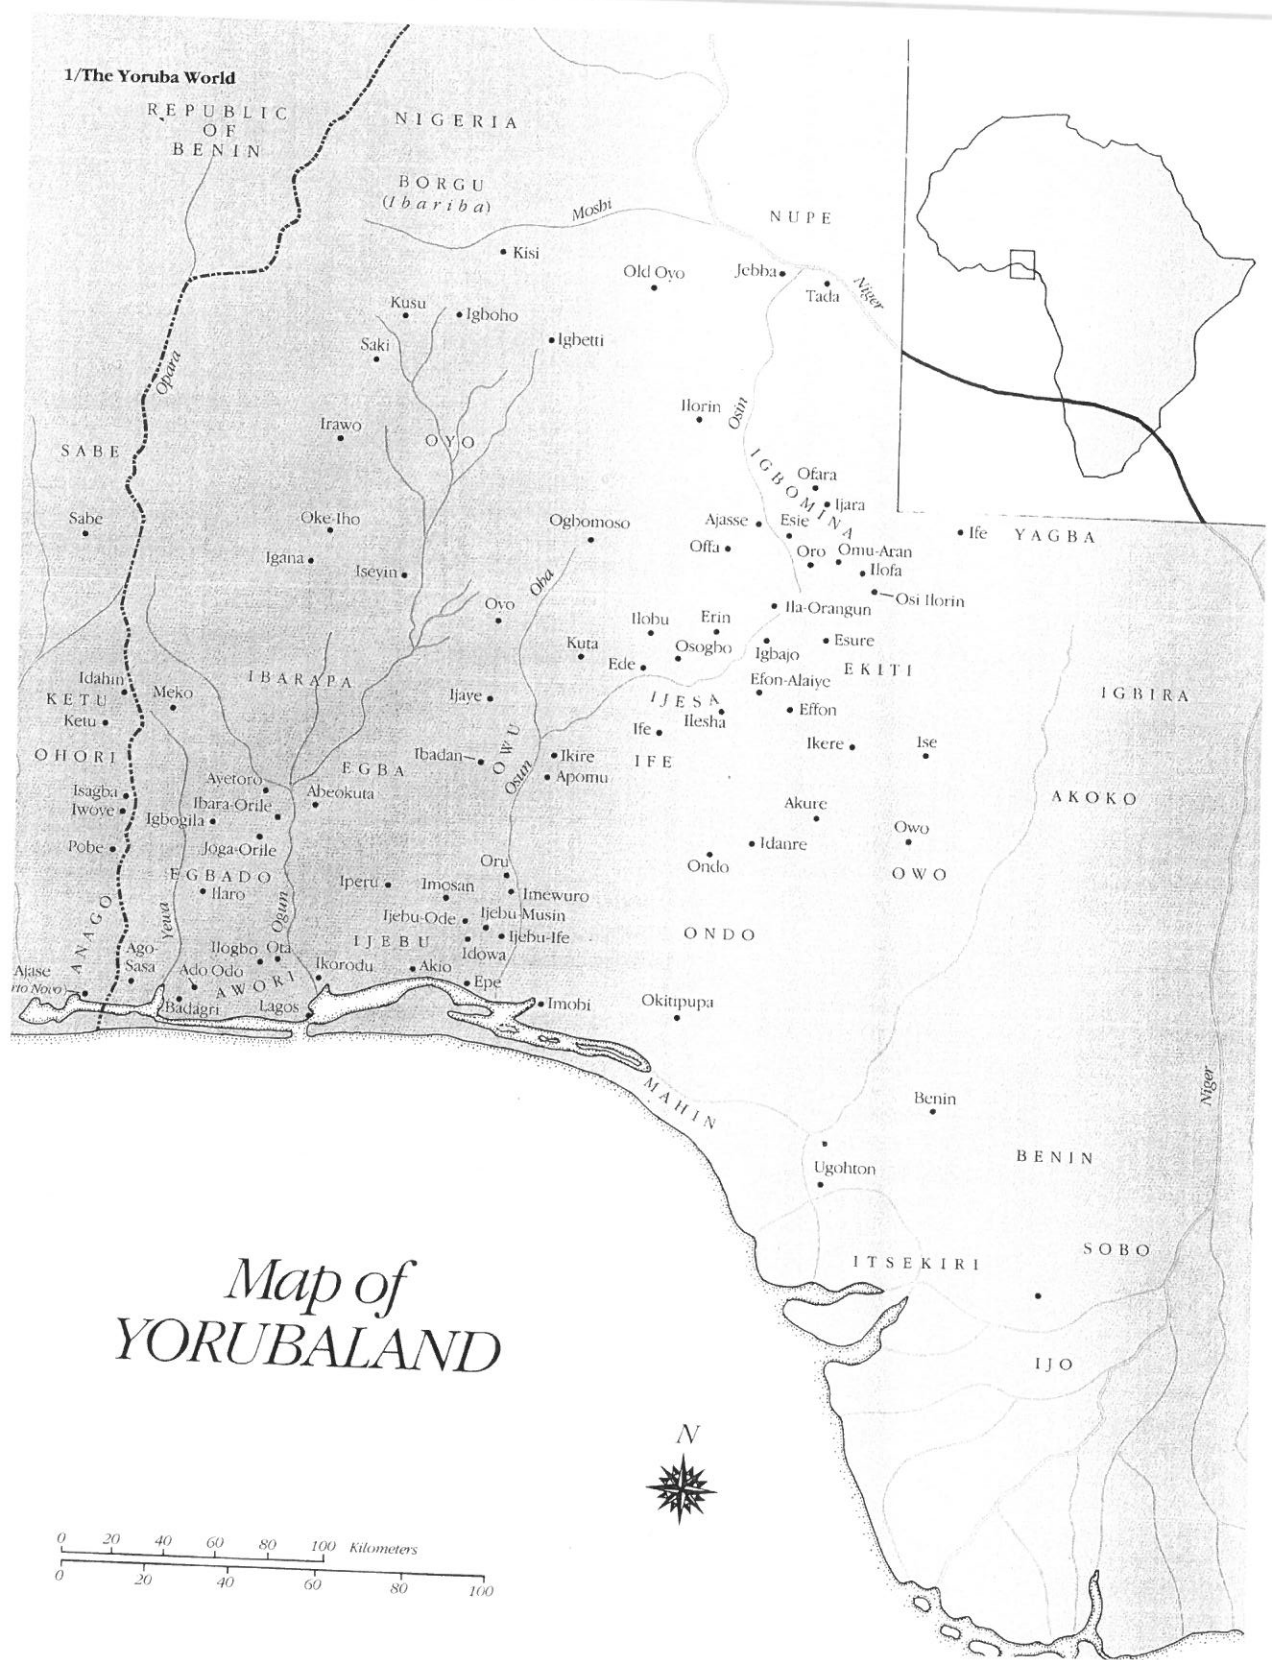 1/The Yoruba World
REPUBLIC
OF
BENIN
NIGERIA
BORGU
(Ibariba)
Moshi
NUPE
Kisi
Old Oyo
Jebba
Tada
Niger
Kusu
Igboho
Saki
Igbetti
Opara
Ilorin
Osin
Irawo
OYO
SABE
IGBOMINA
Ofara
Ijara
Sabe
Oke-Iho
Ogbomoso
Ajasse
Esie
Ife
YAGBA
Offa
Oro
Omu-Aran
Igana
Iseyin
Ilofa
Oba
Osi Ilorin
Oyo
Ila-Orangun
Ilobu
Erin
Kuta
Osogbo
Igbajo
Esure
Ede
EKITI
Idahin
IBARAPA
Efon-Alaiye
KETU
Meko
Ijaye
IJESA
IGBIRA
Ketu
Ilesha
Effon
Ife
OWU
Ikere
Ise
OHORI
Ibadan
Ikire
IFE
EGBA
Osun
Apomu
Ayetoro
Isagba
Ibara-Orile
Abeokuta
AKOKO
Iwoye
Igbogila
Akure
Pobe
Joga-Orile
Idanre
Owo
Oru
Ondo
OWO
EGBADO
Ilaro
Iperu
Imosan
Imewuro
ANAGO
Yewa
Ogun
Ijebu-Ode
Ijebu-Musin
IJEBU
Ijebu-Ife
ONDO
Ago-
Sasa
Ilogbo
Ota
Idowa
Ajase
Ado Odo
Ikorodu
Akio
rto Novo
AWORI
Epe
Badagri
Lagos
Imobi
Okitipupa
MAHIN
Niger
Benin
BENIN
Ugohton
SOBO
ITSEKIRI
IJO
Map of
YORUBALAND
N
0 20 40 60 80 100 Kilometers
0 20 40 60 80 100